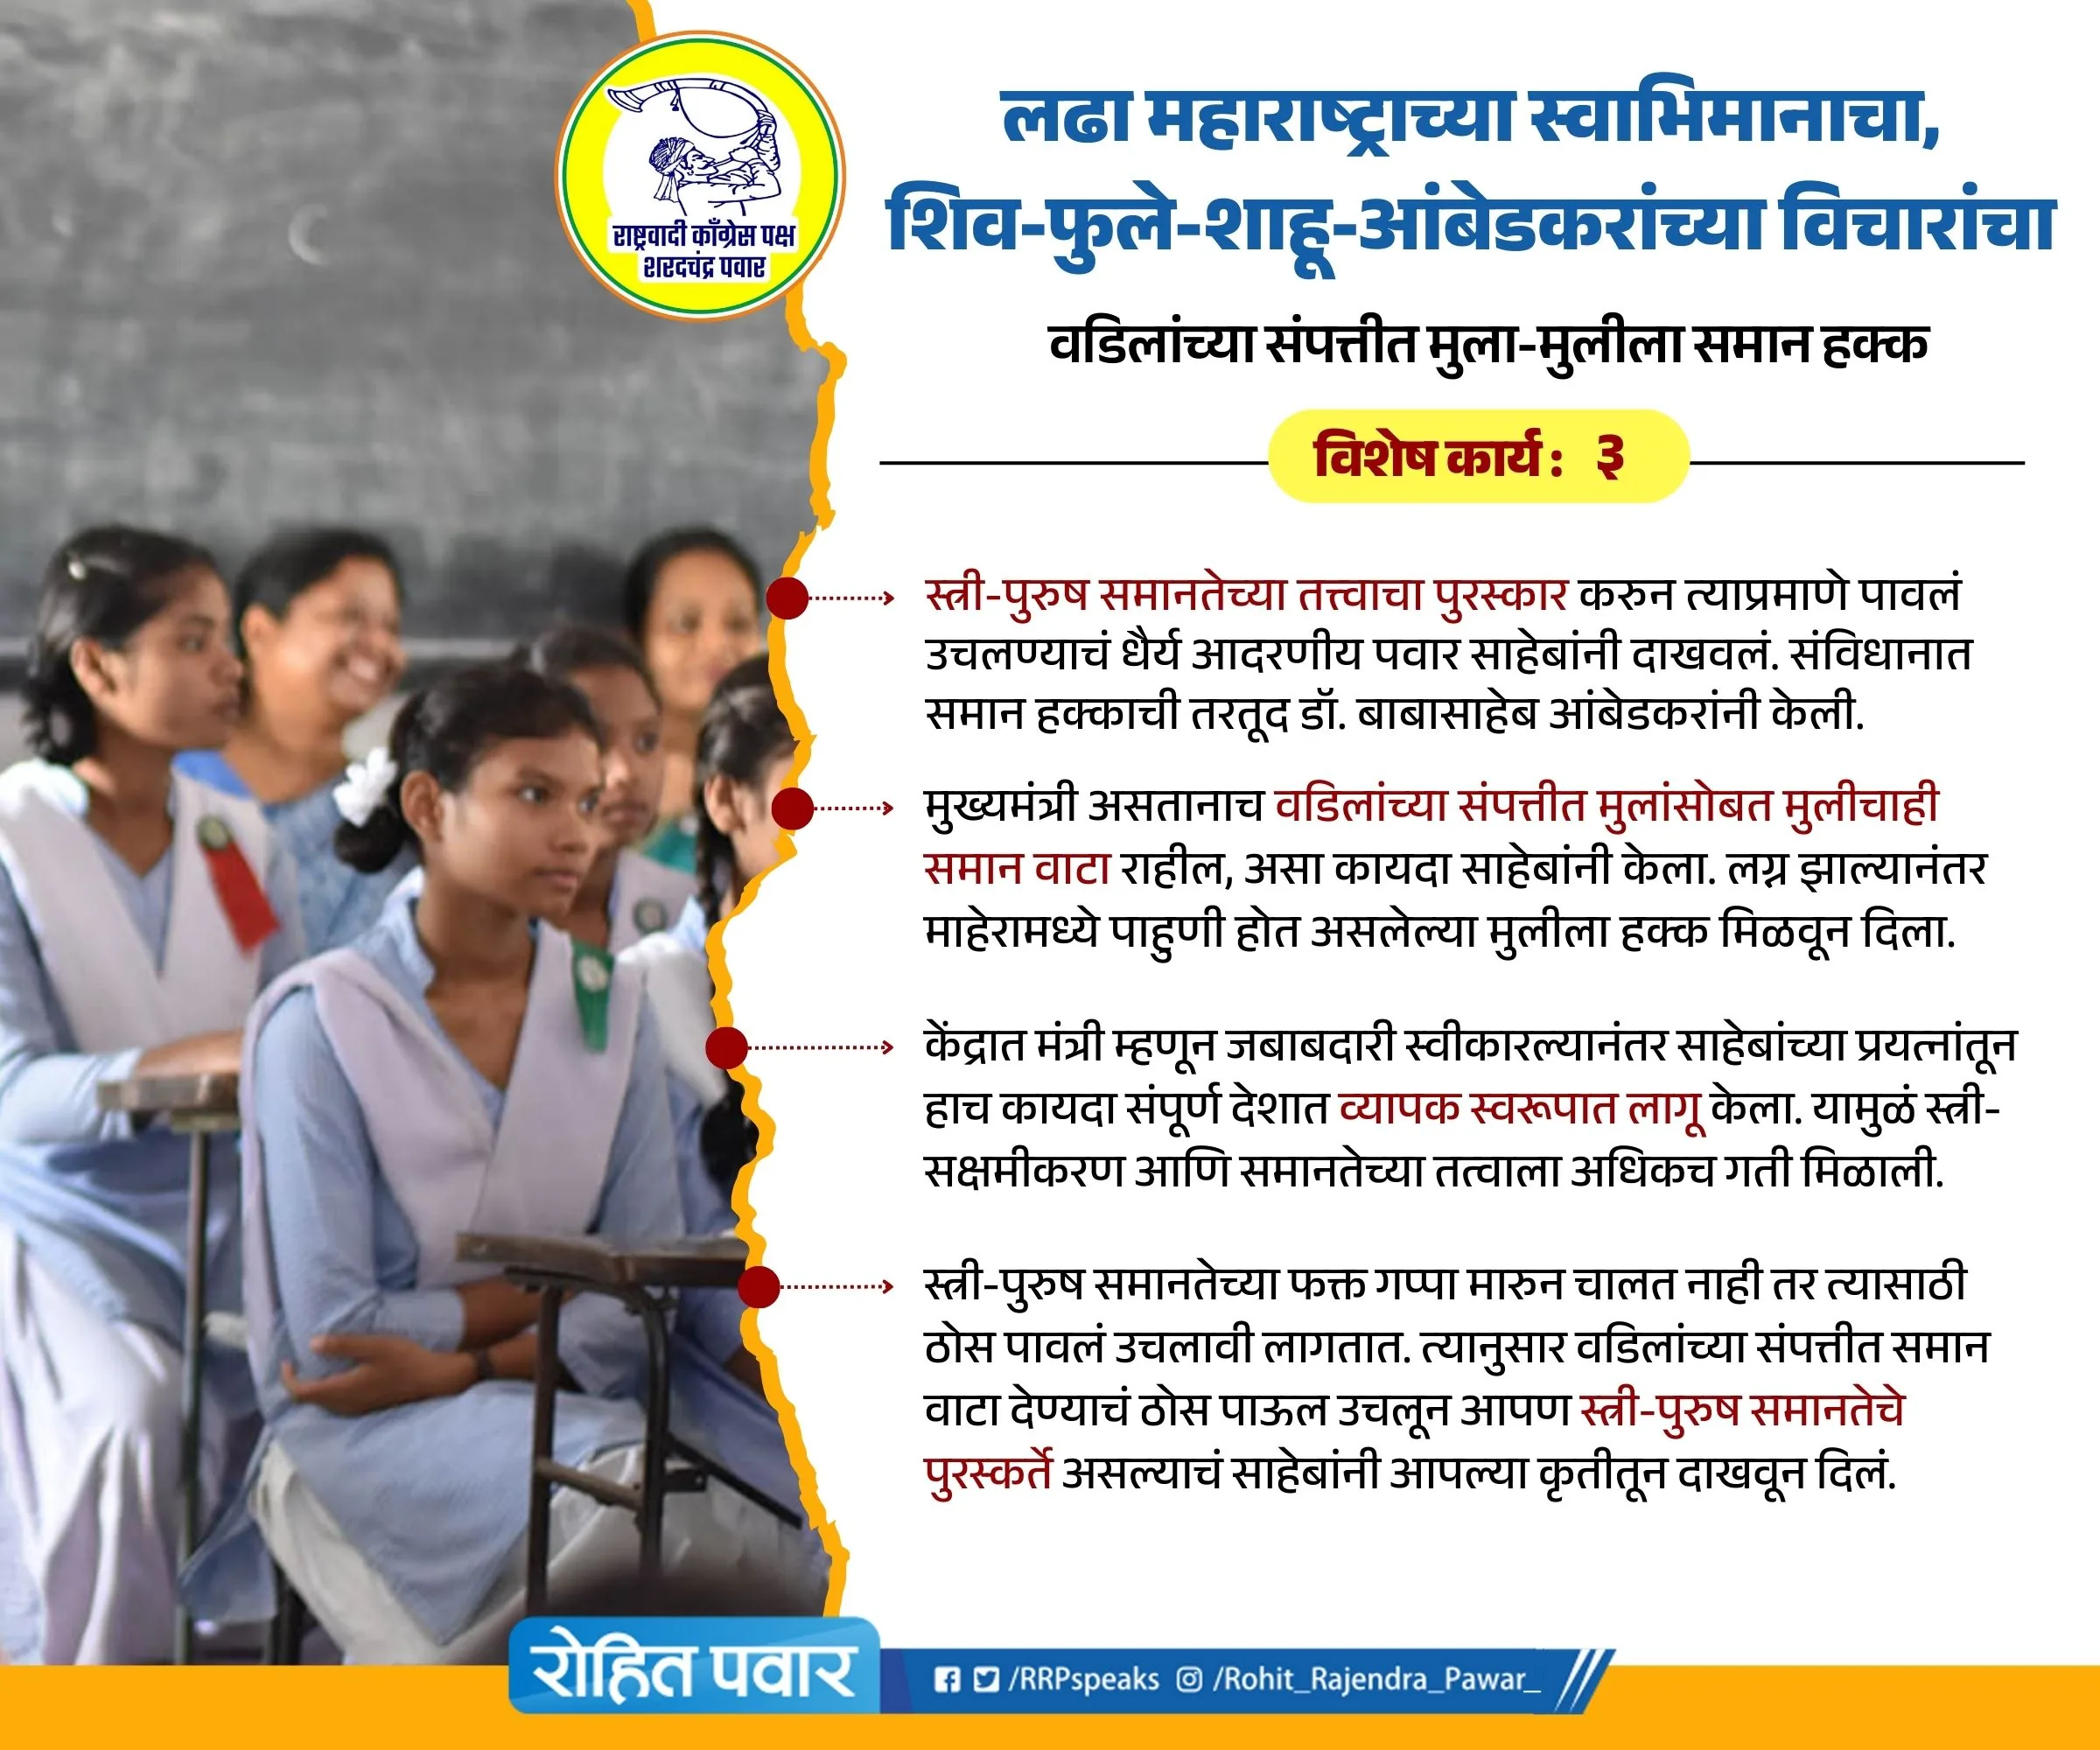 राष्ट्रवादी काँग्रेस पक्ष
शरदचंद्र पवार
लढा महाराष्ट्राच्या स्वाभिमानाचा,
शिव-फुले-शाहू-आंबेडकरांच्या विचारांचा
वडिलांच्या संपत्तीत मुला-मुलीला समान हक्क
विशेष कार्य : ३
स्त्री-पुरुष समानतेच्या तत्त्वाचा पुरस्कार करुन त्याप्रमाणे पावलं
उचलण्याचं धैर्य आदरणीय पवार साहेबांनी दाखवलं. संविधानात
समान हक्काची तरतूद डॉ. बाबासाहेब आंबेडकरांनी केली.
मुख्यमंत्री असतानाच वडिलांच्या संपत्तीत मुलांसोबत मुलीचाही
समान वाटा राहील, असा कायदा साहेबांनी केला. लग्न झाल्यानंतर
माहेरामध्ये पाहुणी होत असलेल्या मुलीला हक्क मिळवून दिला.
केंद्रात मंत्री म्हणून जबाबदारी स्वीकारल्यानंतर साहेबांच्या प्रयत्नांतून
हाच कायदा संपूर्ण देशात व्यापक स्वरूपात लागू केला. यामुळं स्त्री-
सक्षमीकरण आणि समानतेच्या तत्वाला अधिकच गती मिळाली.
स्त्री-पुरुष समानतेच्या फक्त गप्पा मारुन चालत नाही तर त्यासाठी
ठोस पावलं उचलावी लागतात. त्यानुसार वडिलांच्या संपत्तीत समान
वाटा देण्याचं ठोस पाऊल उचलून आपण स्त्री-पुरुष समानतेचे
पुरस्कर्ते असल्याचं साहेबांनी आपल्या कृतीतून दाखवून दिलं.
रोहित पवार
/RRPspeaks /Rohit_Rajendra_Pawar_